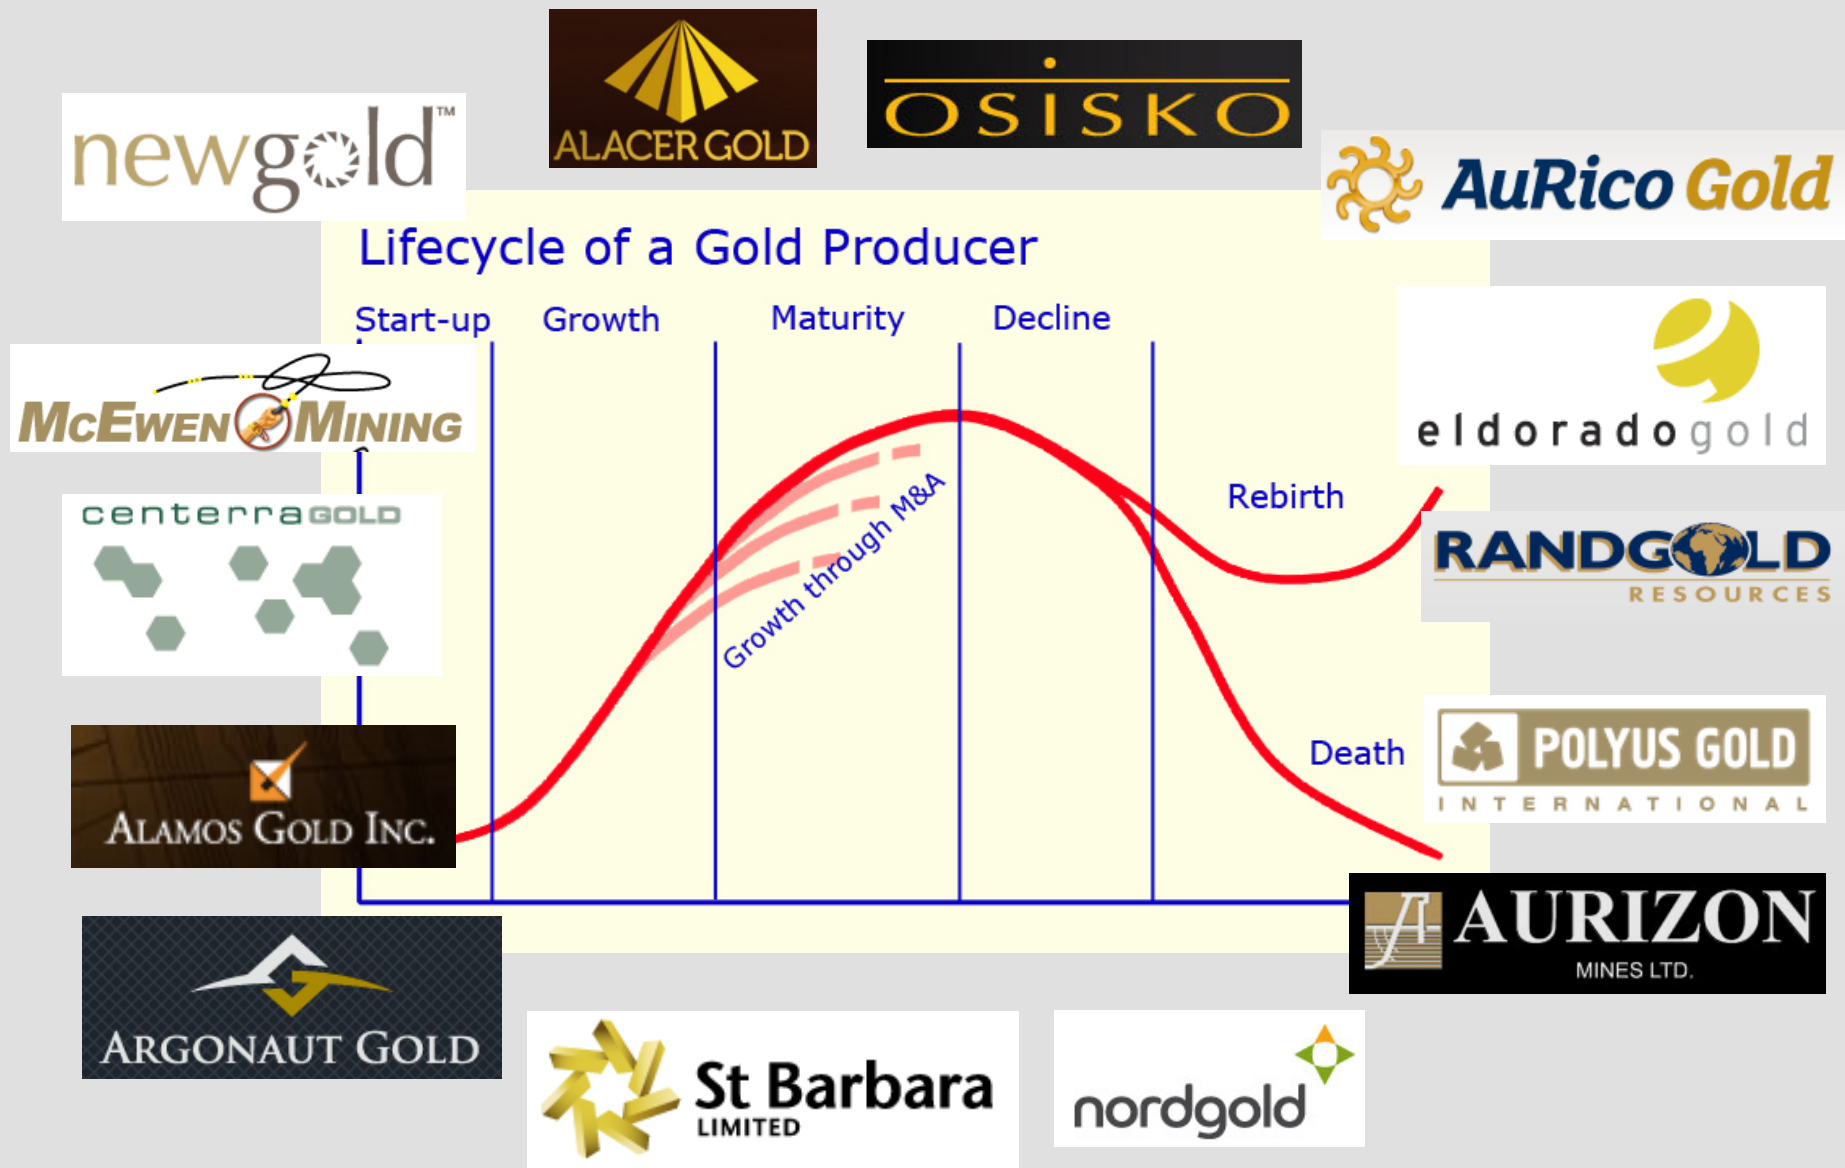 ALACER GOLD
OSISKO
newgold™
AuRico Gold
Lifecycle of a Gold Producer
Start-up
Growth
Maturity
Decline
eldoradogold
McEwen Mining
Growth through M&A
Rebirth
centerraGOLD
RANDGOLD
RESOURCES
Death
POLYUS GOLD
INTERNATIONAL
Alamos Gold Inc.
AURIZON
MINES LTD.
Argonaut Gold
St Barbara
LIMITED
nordgold